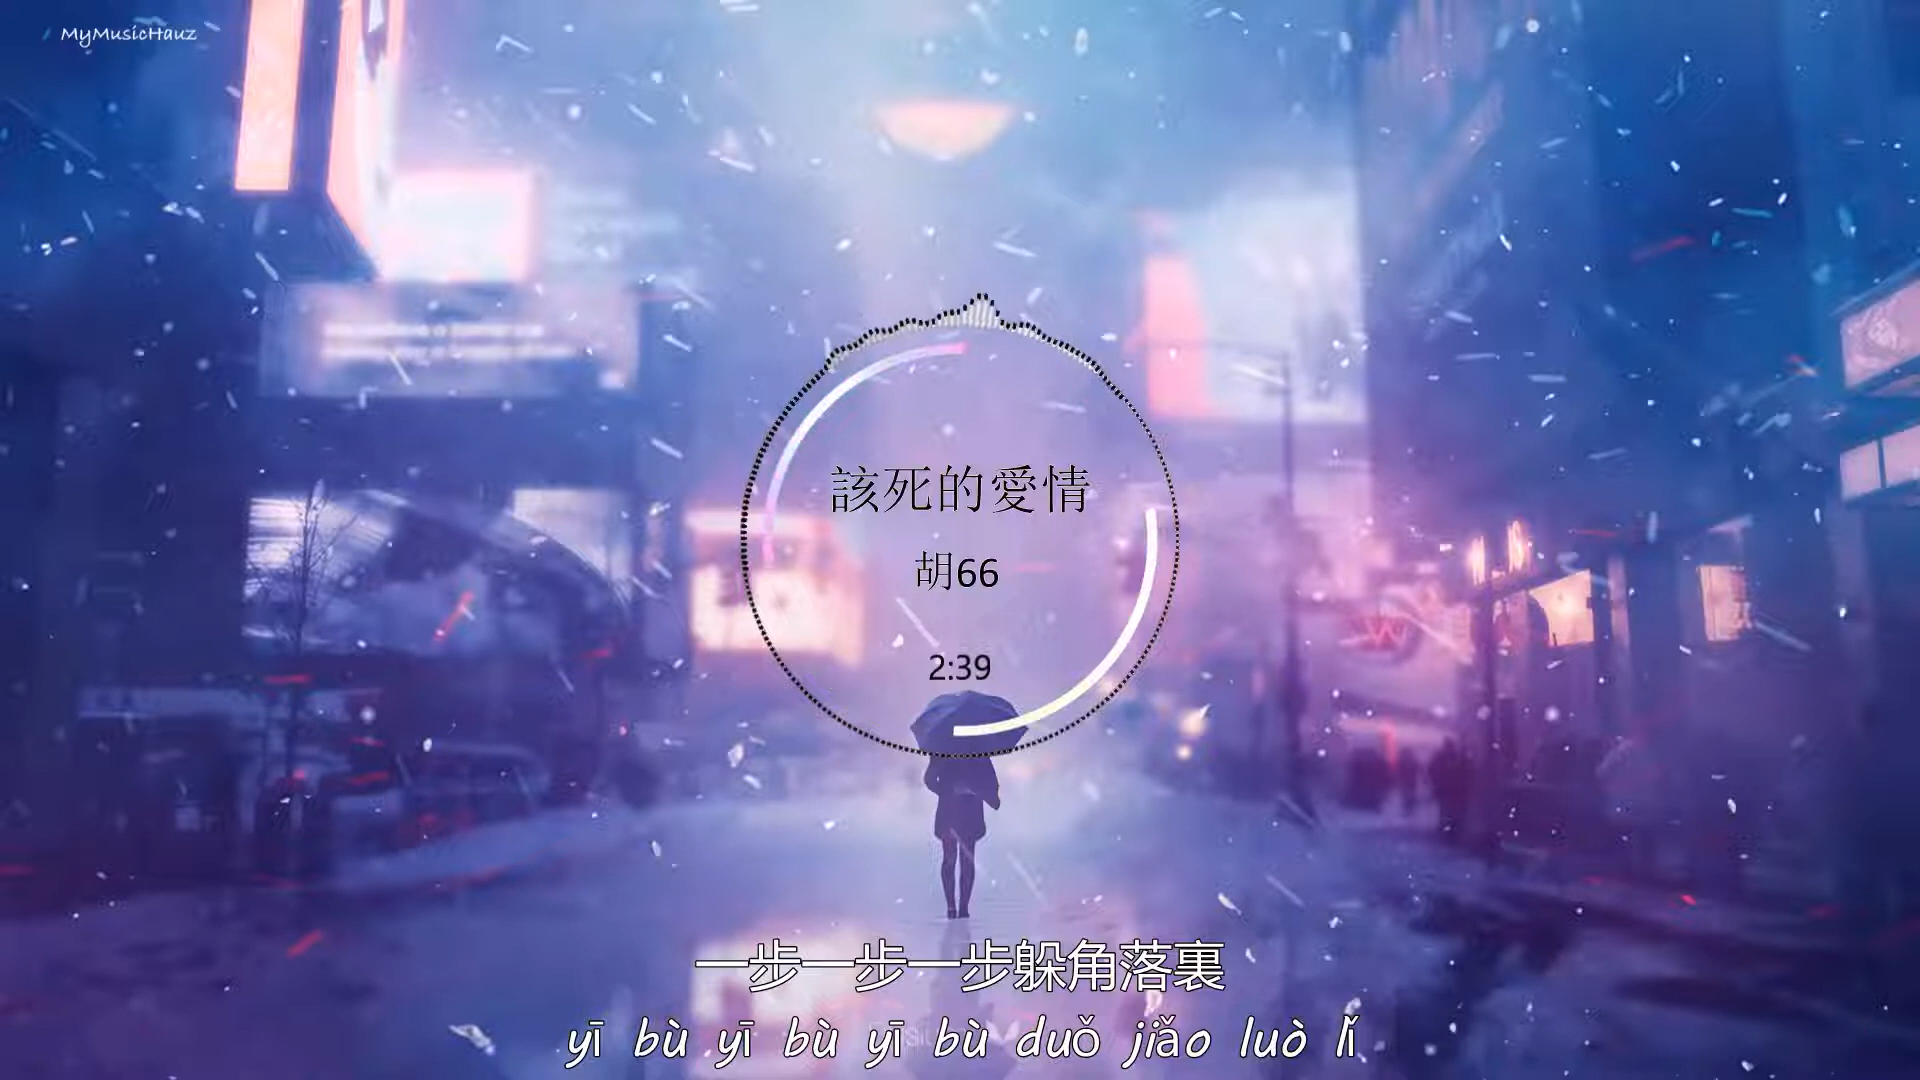 MyMusicHauz
該死的愛情
胡66
2:39
一步一步一步躲角落裏
yī bù yī bù yī bù duǒ jiǎo luò lǐ